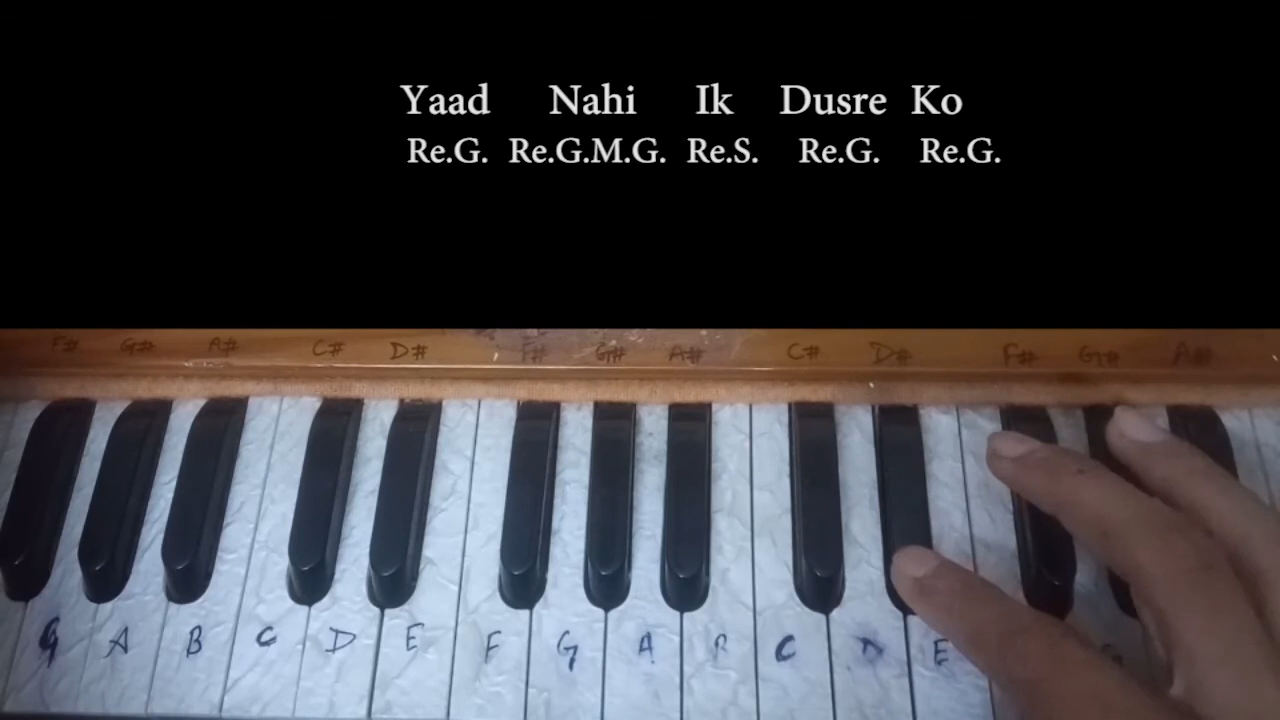 Yaad Nahi Ik Dusre Ko
Re.G. Re.G.M.G. Re.S. Re.G. Re.G.
F# G# A# C# D# F# G# A# C# D# F# G# A#
G A B C D E F G A B C D E